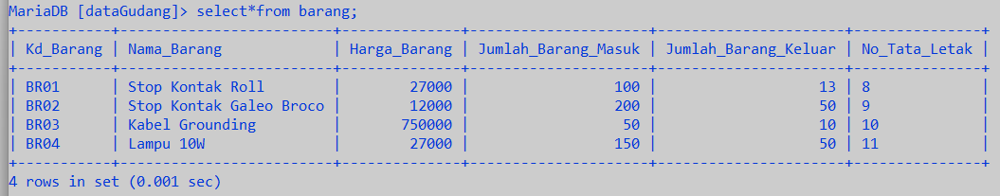 MariaDB [dataGudang]> select*from barang;
+-----------+-------------------------+--------------+----------------------+-----------------------+---------------+
| Kd_Barang | Nama_Barang             | Harga_Barang | Jumlah_Barang_Masuk | Jumlah_Barang_Keluar | No_Tata_Letak |
+-----------+-------------------------+--------------+----------------------+-----------------------+---------------+
| BR01      | Stop Kontak Roll        |        27000 |                 100 |                   13 | 8             |
| BR02      | Stop Kontak Galeo Broco |        12000 |                 200 |                   50 | 9             |
| BR03      | Kabel Grounding         |       750000 |                  50 |                   10 | 10            |
| BR04      | Lampu 10W               |        27000 |                 150 |                   50 | 11            |
+-----------+-------------------------+--------------+----------------------+-----------------------+---------------+
4 rows in set (0.001 sec)